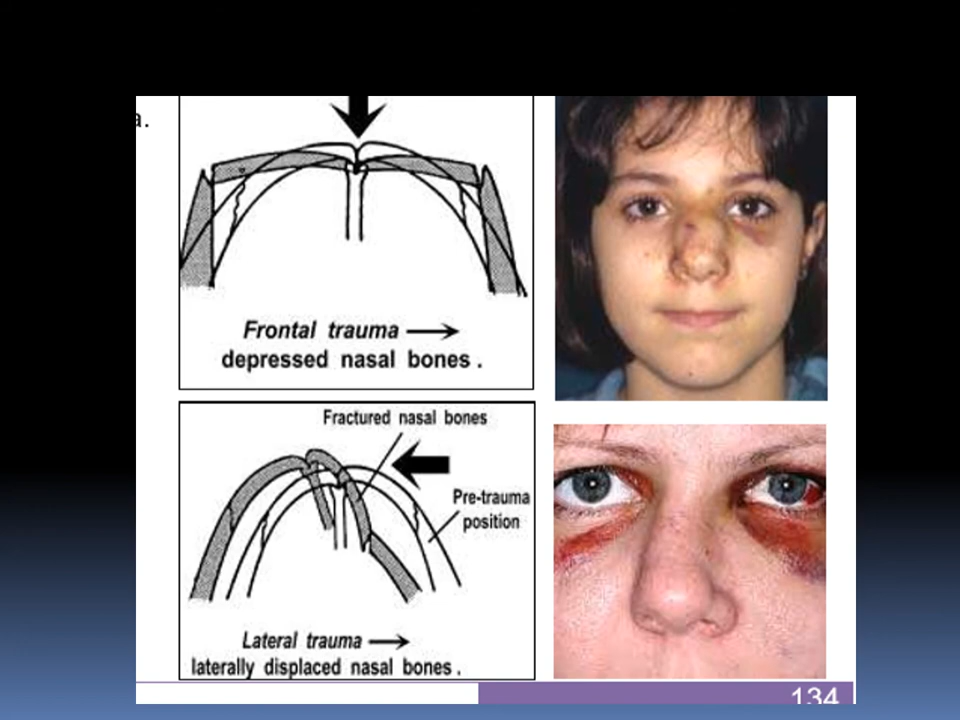 a.
Frontal trauma →
depressed nasal bones .
Fractured nasal bones
Pre-trauma
position
Lateral trauma →
laterally displaced nasal bones .
134